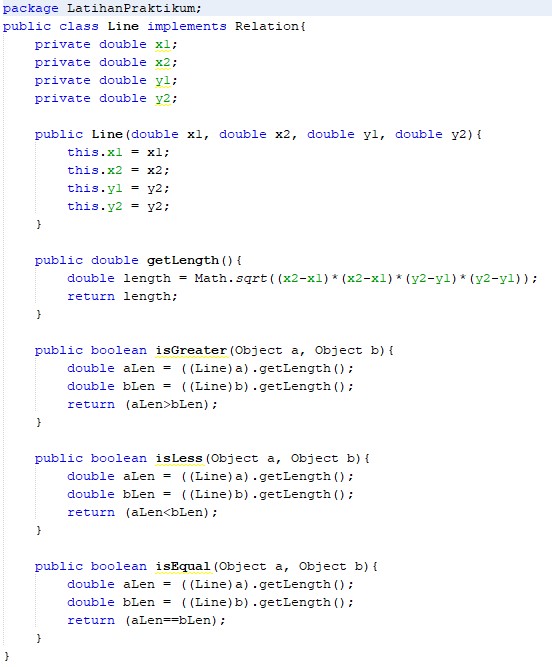 package LatihanPraktikum;
public class Line implements Relation{
private double x1;
private double x2;
private double y1;
private double y2;
public Line(double x1, double x2, double y1, double y2){
this.x1 = x1;
this.x2 = x2;
this.y1 = y2;
this.y2 = y2;
}
public double getLength(){
double length = Math.sqrt((x2-x1)*(x2-x1)*(y2-y1)*(y2-y1));
return length;
}
public boolean isGreater(Object a, Object b){
double aLen = ((Line)a).getLength();
double bLen = ((Line)b).getLength();
return (aLen>bLen);
}
public boolean isLess(Object a, Object b){
double aLen = ((Line)a).getLength();
double bLen = ((Line)b).getLength();
return (aLen<bLen);
}
public boolean isEqual(Object a, Object b){
double aLen = ((Line)a).getLength();
double bLen = ((Line)b).getLength();
return (aLen==bLen);
}
}